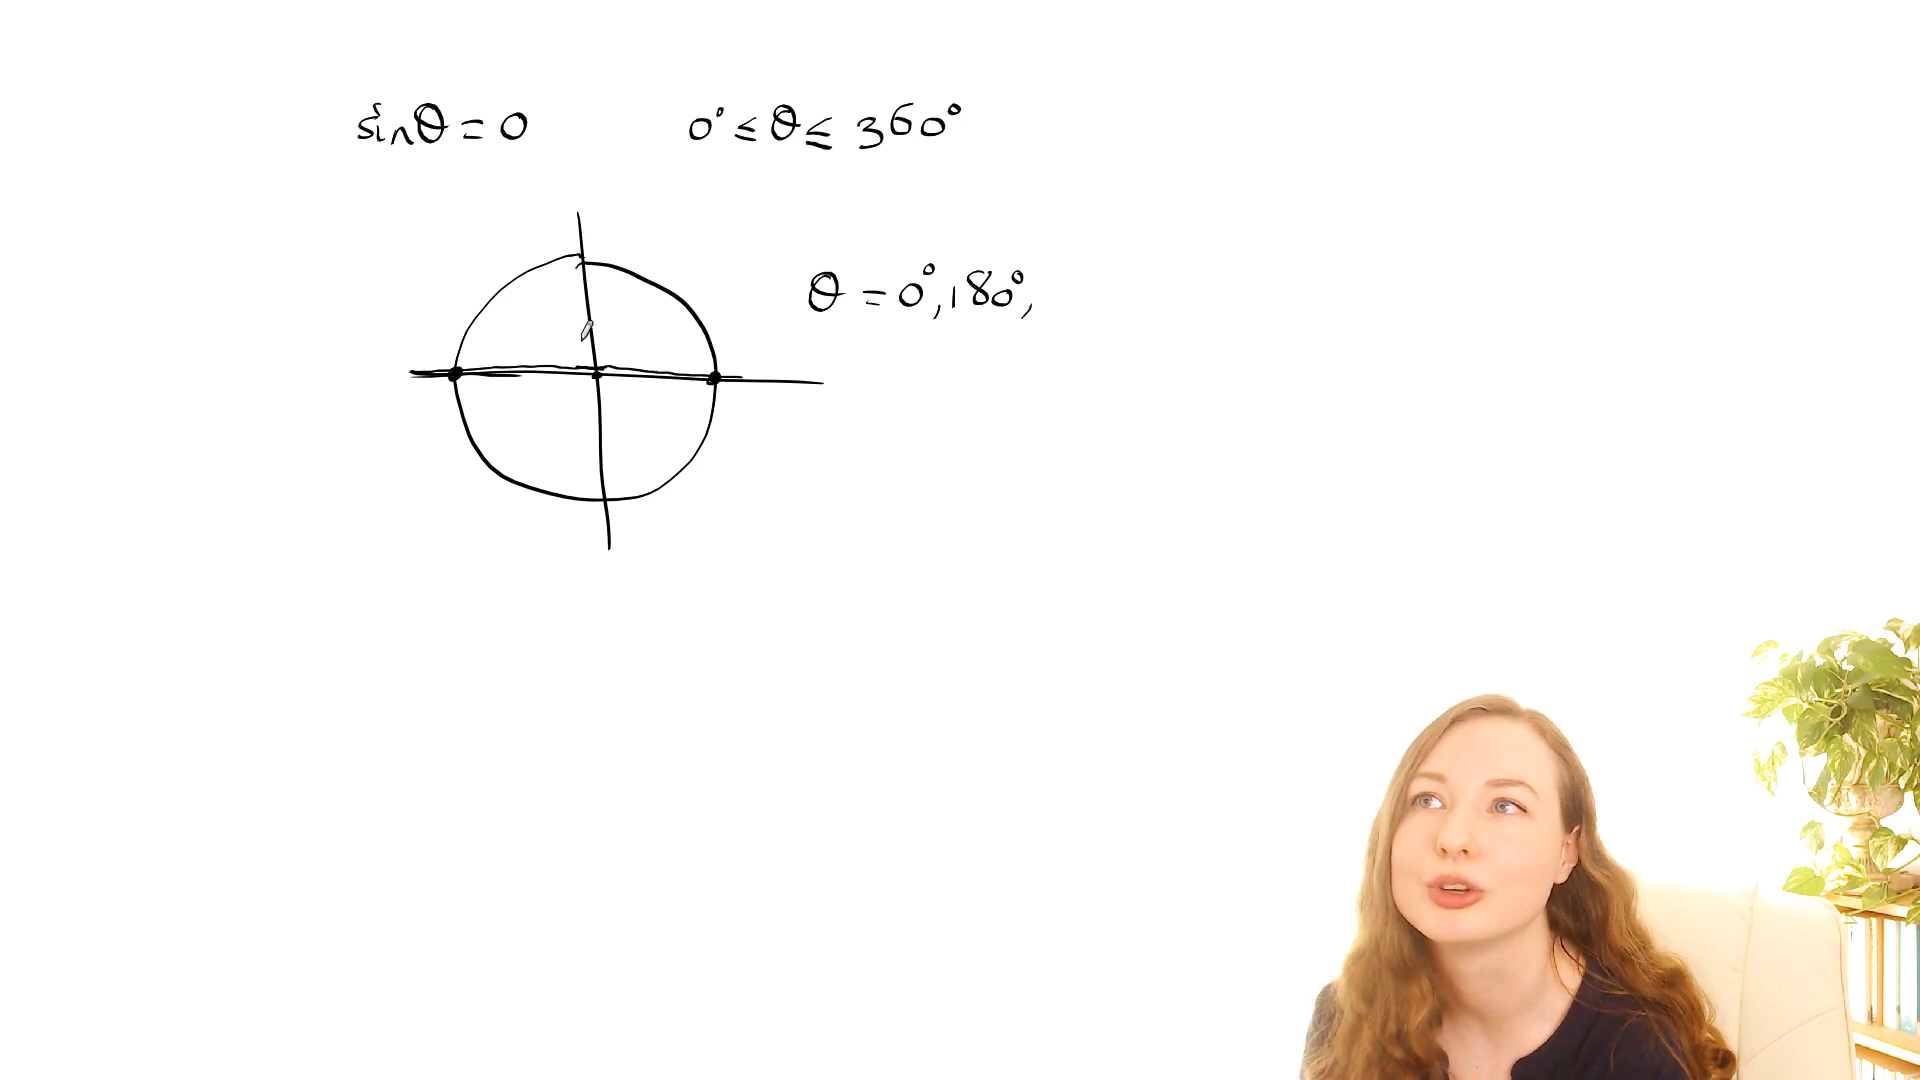 sinθ = 0 0° ≤ θ ≤ 360°
θ = 0°, 180°,